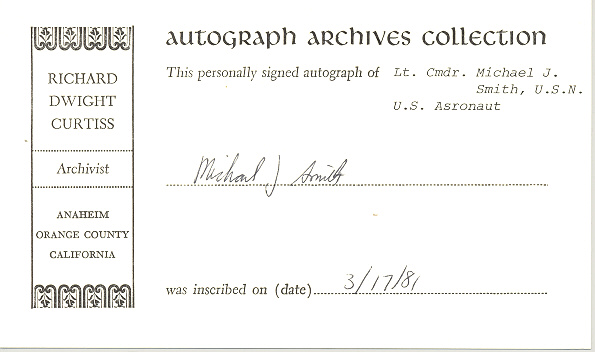 AUTOGRAPH ARCHIVES COLLECTION
RICHARD
DWIGHT
CURTISS
Archivist
ANAHEIM
ORANGE COUNTY
CALIFORNIA
This personally signed autograph of Lt. Cmdr. Michael J.
Smith, U.S.N.
U.S. Asronaut
Michael J Smith
was inscribed on (date) 3/17/81